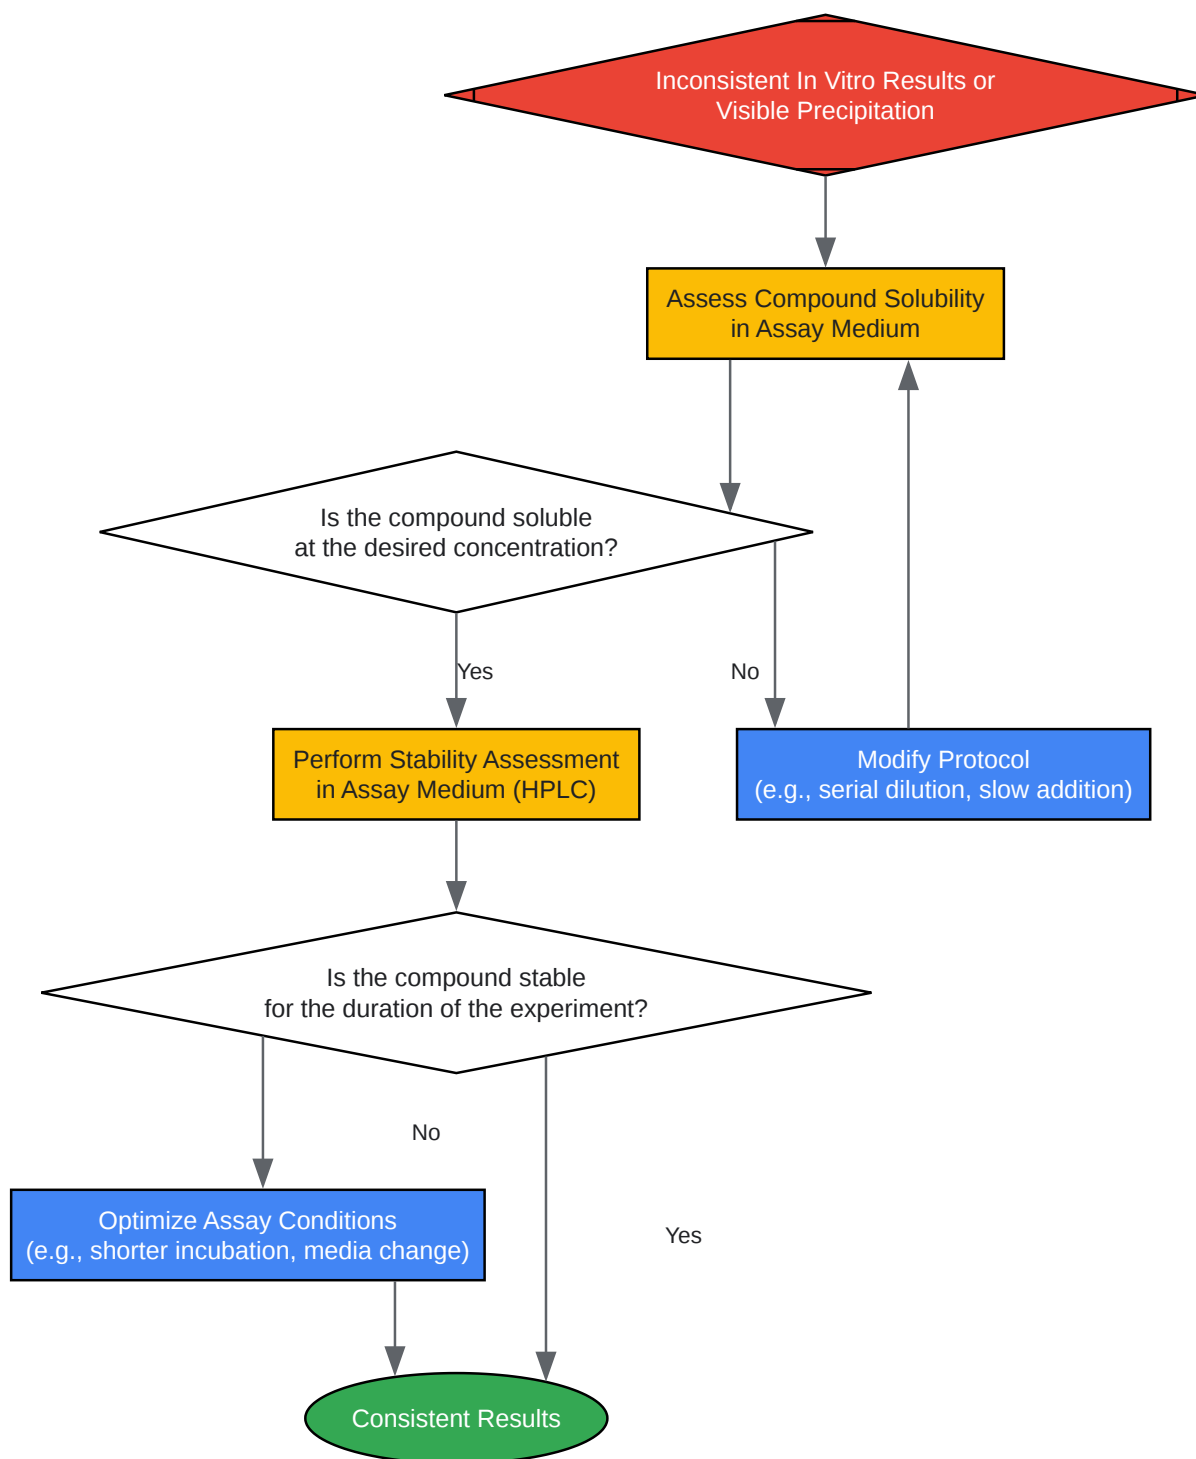 Inconsistent In Vitro Results or
Visible Precipitation
Assess Compound Solubility
in Assay Medium
Is the compound soluble
at the desired concentration?
Yes
No
Perform Stability Assessment
in Assay Medium (HPLC)
Modify Protocol
(e.g., serial dilution, slow addition)
Is the compound stable
for the duration of the experiment?
No
Optimize Assay Conditions
(e.g., shorter incubation, media change)
Yes
Consistent Results